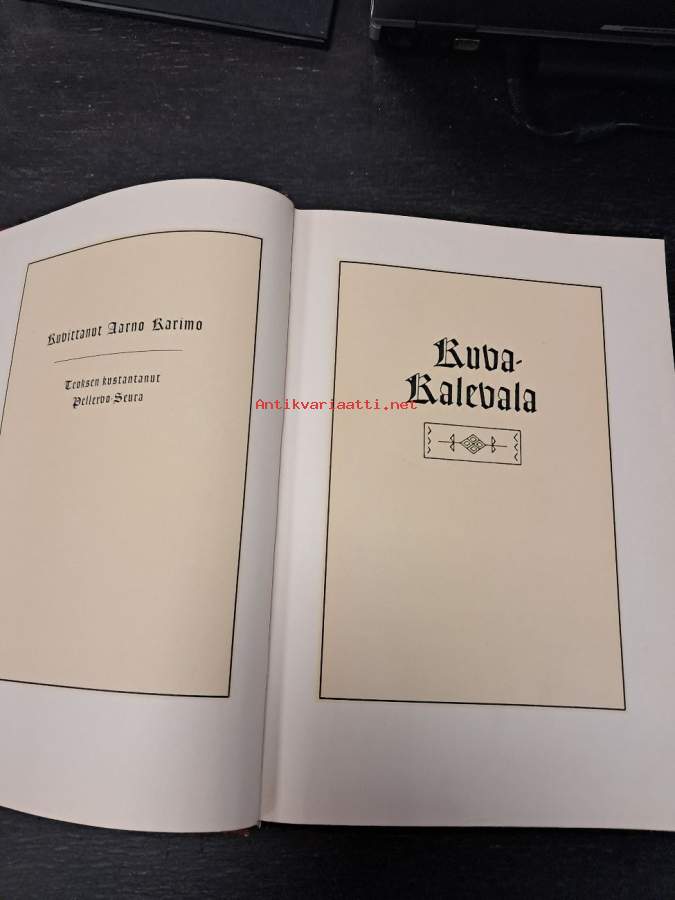 Kuvittanut Aarno Karimo
Teoksen kustantanut
Pellervo-Seura
Kuva-
Kalevala
Antikvariaatti.net